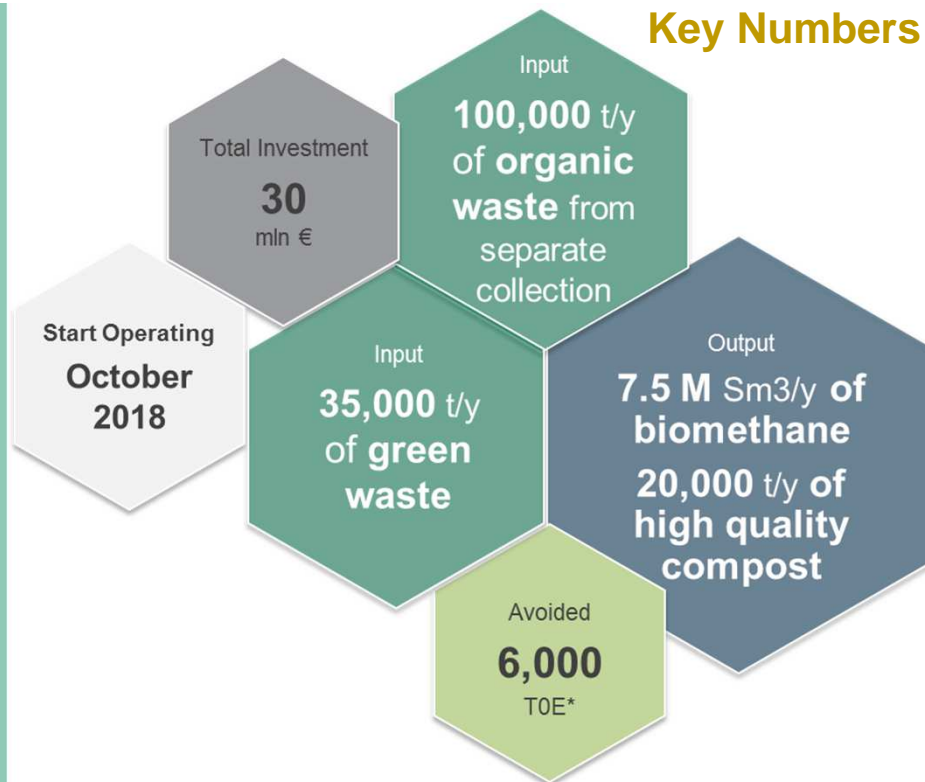 Key Numbers
Input
100,000 t/y
of organic
waste from
separate
collection
Total Investment
30
mln €
Start Operating
October
2018
Input
35,000 t/y
of green
waste
Output
7.5 M Sm3/y of
biomethane
20,000 t/y of
high quality
compost
Avoided
6,000
T0E*